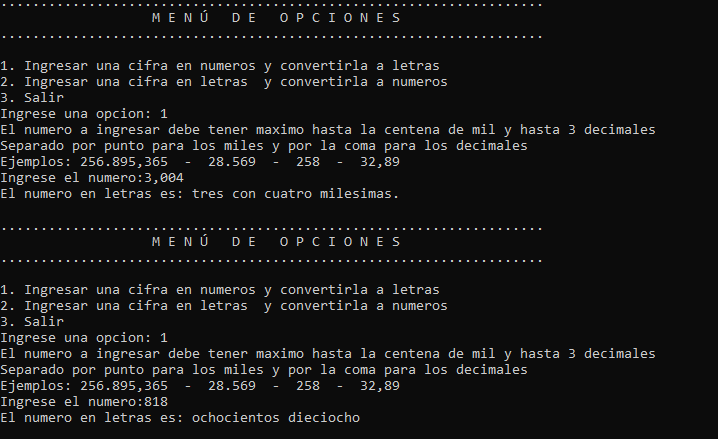 ....................................................................
M E N Ú   D E   O P C I O N E S
....................................................................
1. Ingresar una cifra en numeros y convertirla a letras
2. Ingresar una cifra en letras  y convertirla a numeros
3. Salir
Ingrese una opcion: 1
El numero a ingresar debe tener maximo hasta la centena de mil y hasta 3 decimales
Separado por punto para los miles y por la coma para los decimales
Ejemplos: 256.895,365  -  28.569  -  258  -  32,89
Ingrese el numero:3,004
El numero en letras es: tres con cuatro milesimas.
....................................................................
M E N Ú   D E   O P C I O N E S
....................................................................
1. Ingresar una cifra en numeros y convertirla a letras
2. Ingresar una cifra en letras  y convertirla a numeros
3. Salir
Ingrese una opcion: 1
El numero a ingresar debe tener maximo hasta la centena de mil y hasta 3 decimales
Separado por punto para los miles y por la coma para los decimales
Ejemplos: 256.895,365  -  28.569  -  258  -  32,89
Ingrese el numero:818
El numero en letras es: ochocientos dieciocho